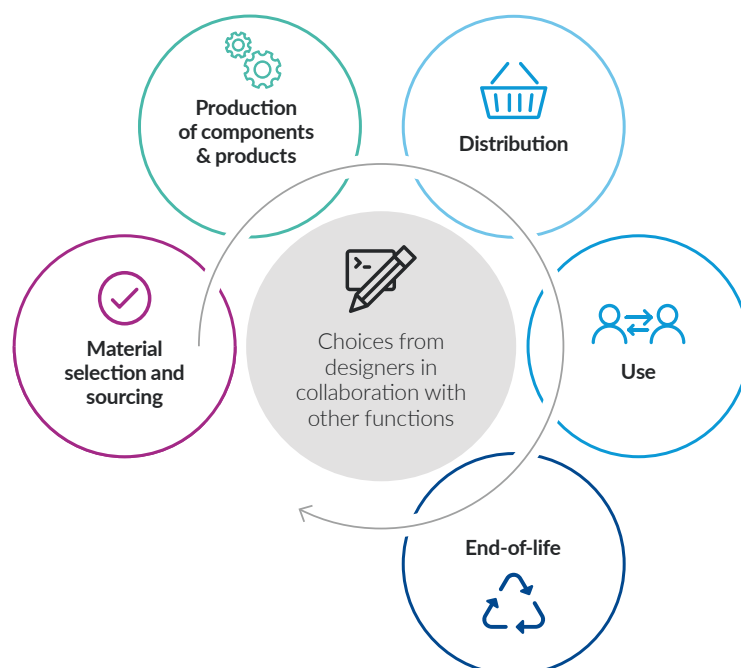 Production
of components
& products
Distribution
Material
selection and
sourcing
Choices from
designers in
collaboration with
other functions
Use
End-of-life